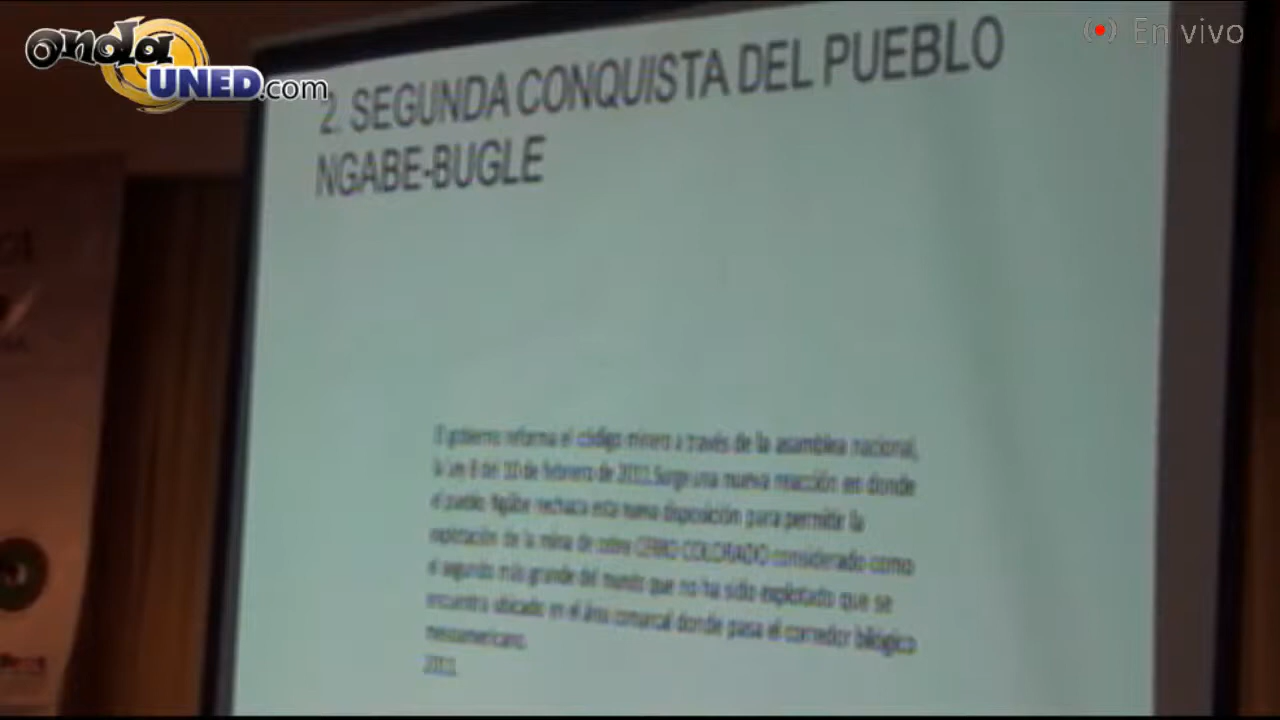 onda UNED.com
En vivo
2. SEGUNDA CONQUISTA DEL PUEBLO
NGABE-BUGLE
El gobierno reforma el código minero a través de la asamblea nacional,
la Ley 8 del 10 de febrero de 2011.Surge una nueva reacción en donde
el pueblo Ngäbe rechaza esta nueva disposición para permitir la
explotación de la mina de cobre CERRO COLORADO considerado como
el segundo más grande del mundo que no ha sido explotado que se
encuentra ubicado en el área comarcal donde pasa el corredor bilogico
mesoamericano.
2011.